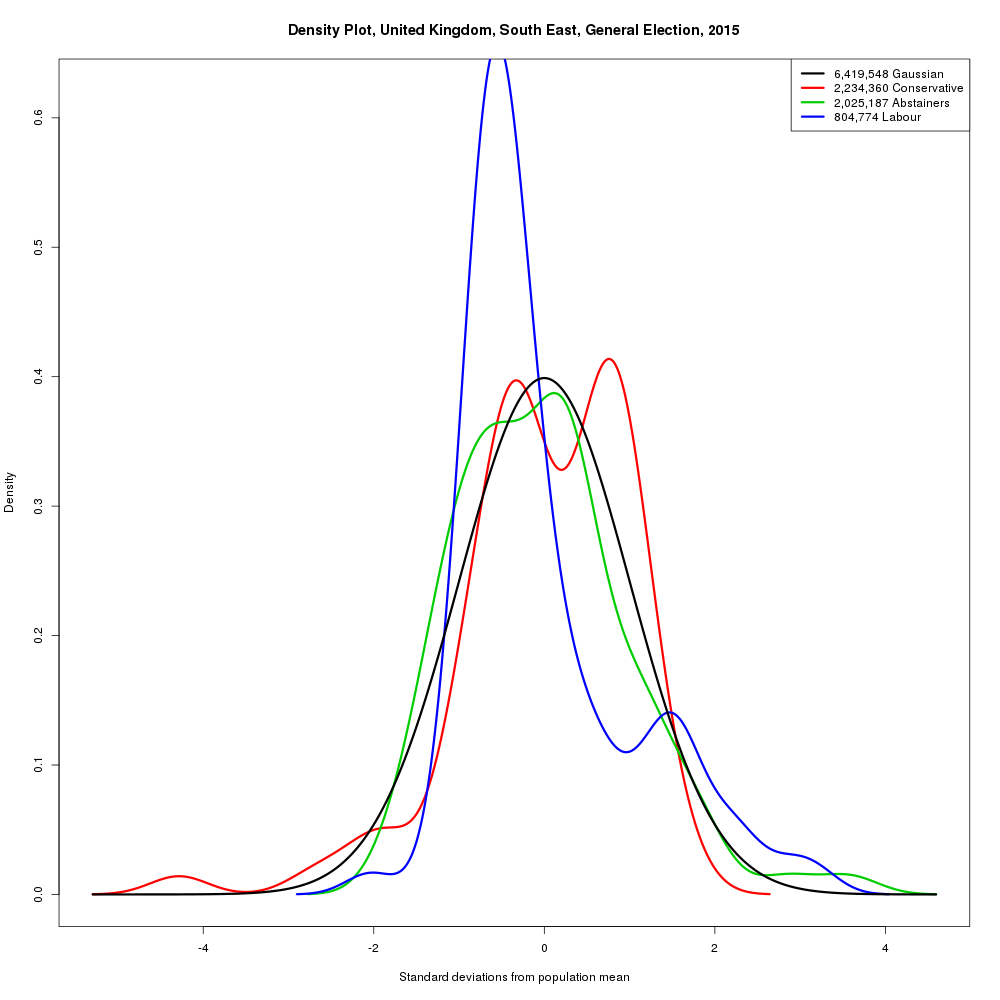 Density Plot, United Kingdom, South East, General Election, 2015
6,419,548 Gaussian
2,234,360 Conservative
2,025,187 Abstainers
804,774 Labour
0.6
0.5
0.4
0.3
0.2
0.1
0.0
Density
-4 -2 0 2 4
Standard deviations from population mean